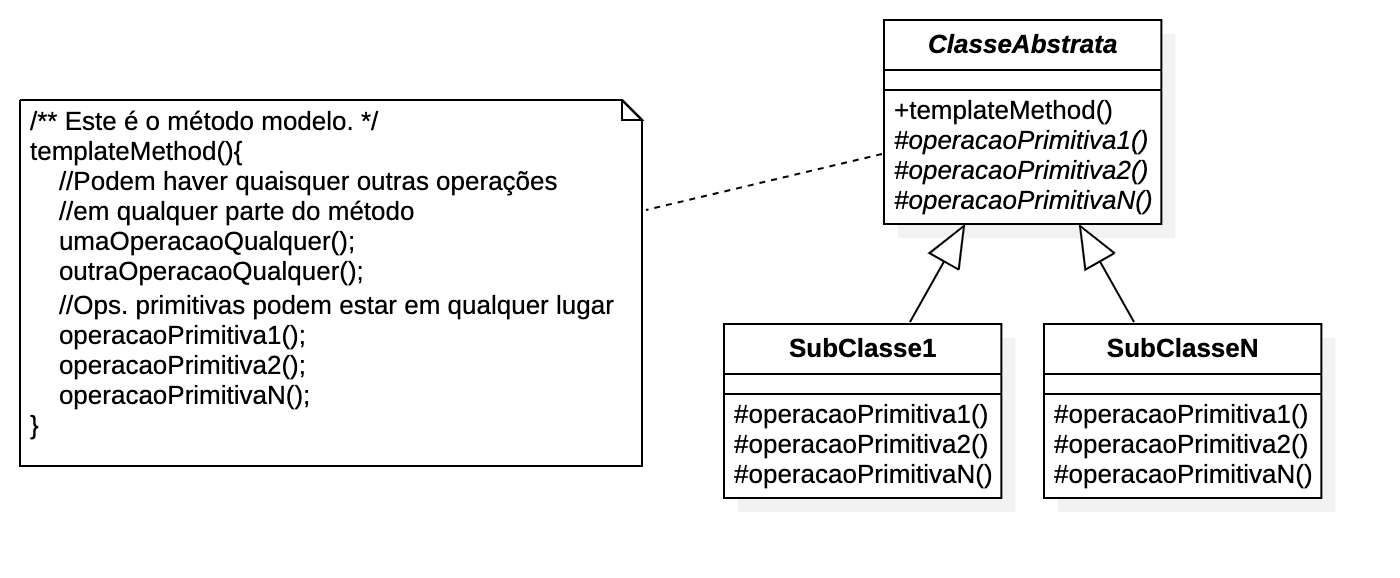 /** Este é o método modelo. */
templateMethod(){
//Podem haver quaisquer outras operações
//em qualquer parte do método
umaOperacaoQualquer();
outraOperacaoQualquer();
//Ops. primitivas podem estar em qualquer lugar
operacaoPrimitiva1();
operacaoPrimitiva2();
operacaoPrimitivaN();
}
ClasseAbstrata
+templateMethod()
#operacaoPrimitiva1()
#operacaoPrimitiva2()
#operacaoPrimitivaN()
SubClasse1
#operacaoPrimitiva1()
#operacaoPrimitiva2()
#operacaoPrimitivaN()
SubClasseN
#operacaoPrimitiva1()
#operacaoPrimitiva2()
#operacaoPrimitivaN()